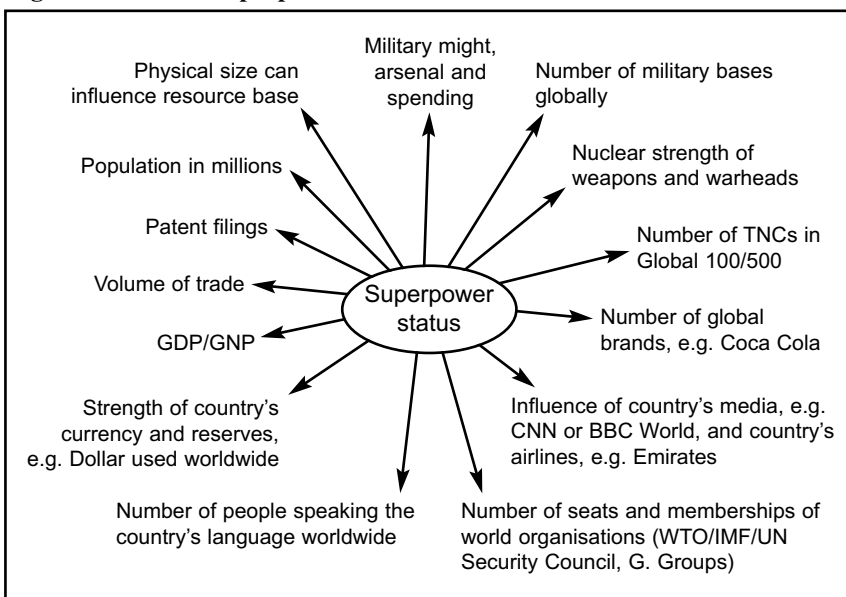 Military might,
arsenal and
spending
Physical size can
influence resource base
Number of military bases
globally
Population in millions
Nuclear strength of
weapons and warheads
Patent filings
Number of TNCs in
Global 100/500
Volume of trade
Superpower
status
GDP/GNP
Number of global
brands, e.g. Coca Cola
Strength of country's
currency and reserves,
e.g. Dollar used worldwide
Influence of country's media, e.g.
CNN or BBC World, and country's
airlines, e.g. Emirates
Number of people speaking the
country's language worldwide
Number of seats and memberships of
world organisations (WTO/IMF/UN
Security Council, G. Groups)